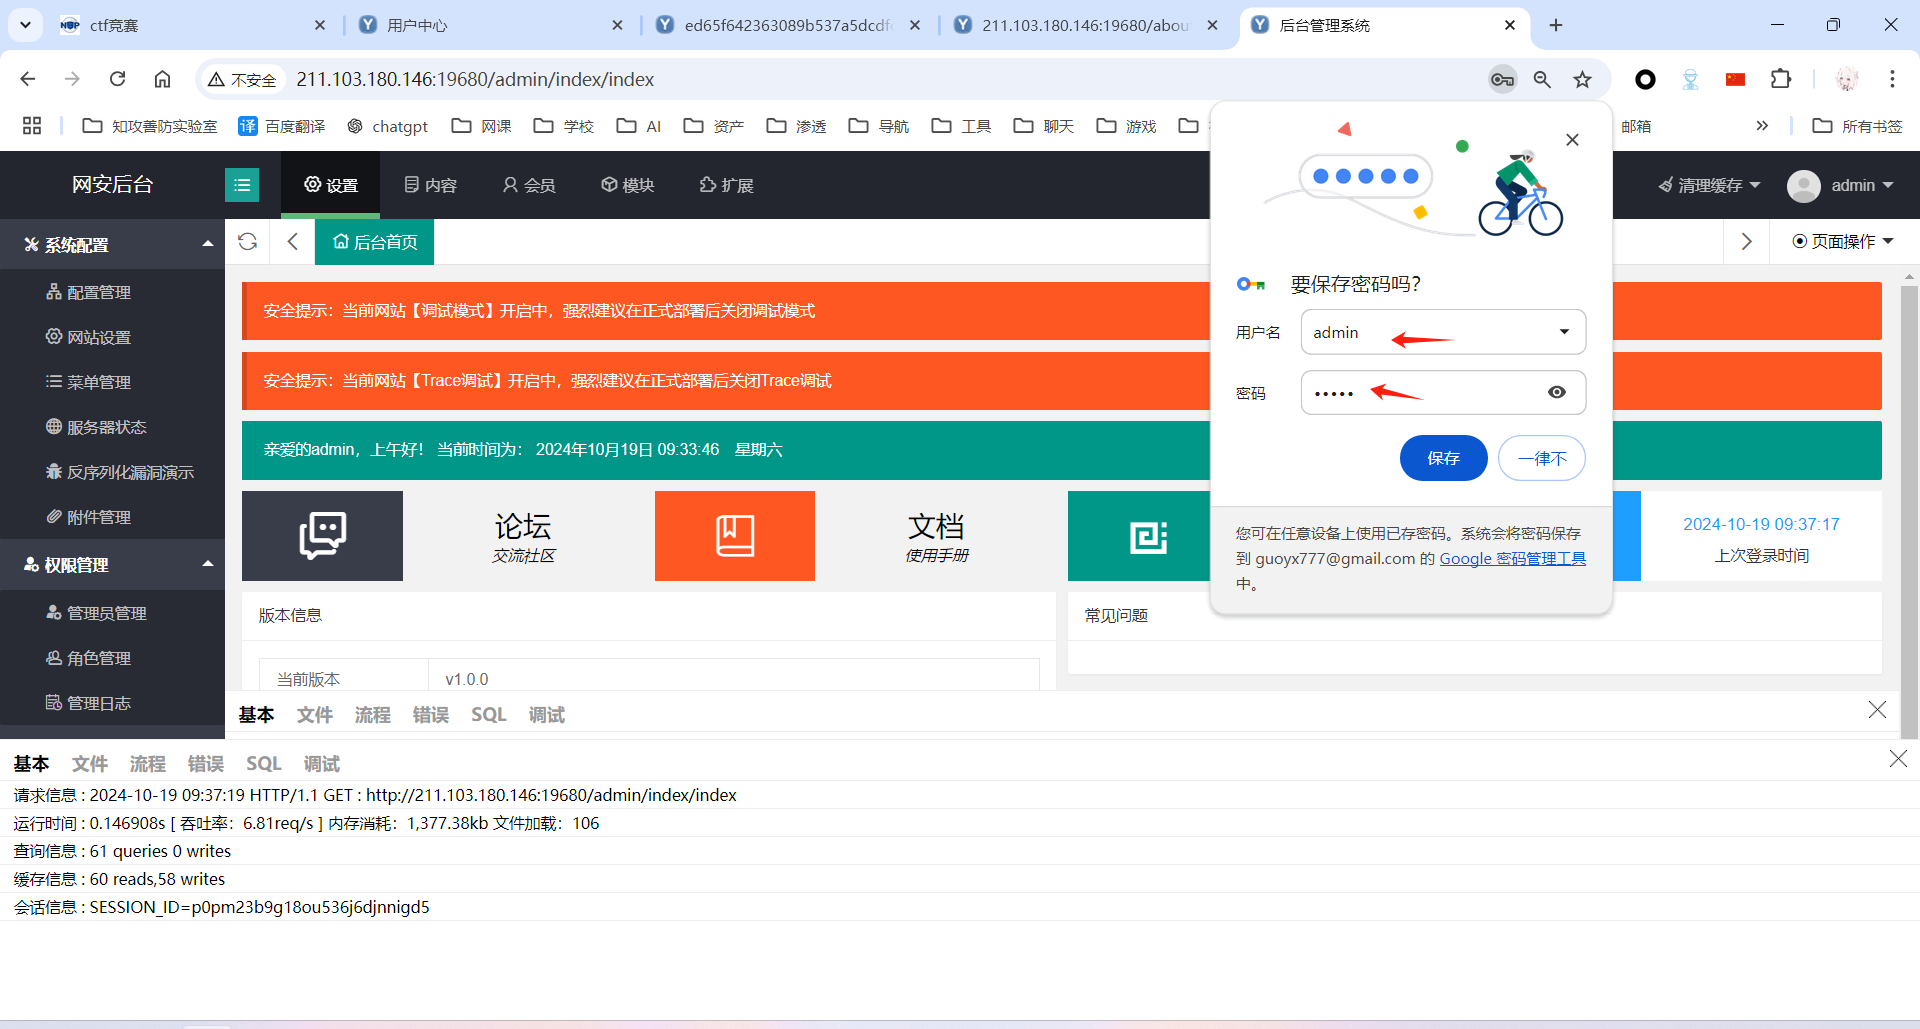 ctf竞赛
用户中心
ed65f642363089b537a5dcdf
211.103.180.146:19680/abou
后台管理系统
不安全
211.103.180.146:19680/admin/index/index
知攻善防实验室
译 百度翻译
chatgpt
网课
学校
AI
资产
渗透
导航
工具
聊天
游戏
邮箱
所有书签
网安后台
设置
内容
会员
模块
扩展
清理缓存
admin
系统配置
后台首页
页面操作
配置管理
网站设置
菜单管理
服务器状态
反序列化漏洞演示
附件管理
权限管理
管理员管理
角色管理
管理日志
安全提示：当前网站【调试模式】开启中，强烈建议在正式部署后关闭调试模式
安全提示：当前网站【Trace调试】开启中，强烈建议在正式部署后关闭Trace调试
亲爱的admin，上午好！ 当前时间为： 2024年10月19日 09:33:46 星期六
论坛
交流社区
文档
使用手册
2024-10-19 09:37:17
上次登录时间
版本信息
常见问题
当前版本
v1.0.0
要保存密码吗？
用户名
admin
密码
•••••
保存
一律不
您可在任意设备上使用已存密码。系统会将密码保存
到 guoyx777@gmail.com 的 Google 密码管理工具
中。
基本 文件 流程 错误 SQL 调试
基本 文件 流程 错误 SQL 调试
请求信息 : 2024-10-19 09:37:19 HTTP/1.1 GET : http://211.103.180.146:19680/admin/index/index
运行时间 : 0.146908s [ 吞吐率：6.81req/s ] 内存消耗：1,377.38kb 文件加载：106
查询信息 : 61 queries 0 writes
缓存信息 : 60 reads,58 writes
会话信息 : SESSION_ID=p0pm23b9g18ou536j6djnnigd5